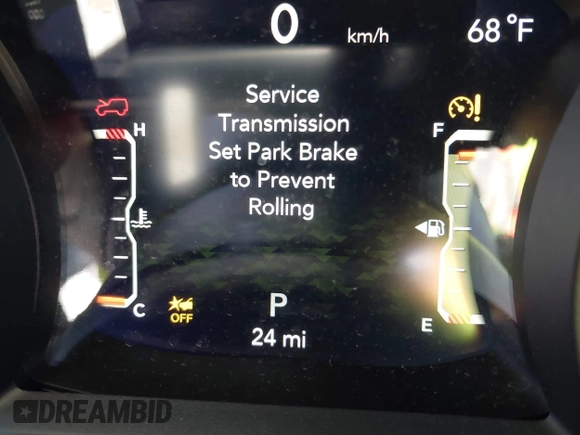 0 km/h 68°F
Service
Transmission
Set Park Brake
to Prevent
Rolling
H F
C E
OFF
P
24 mi
DREAMBID